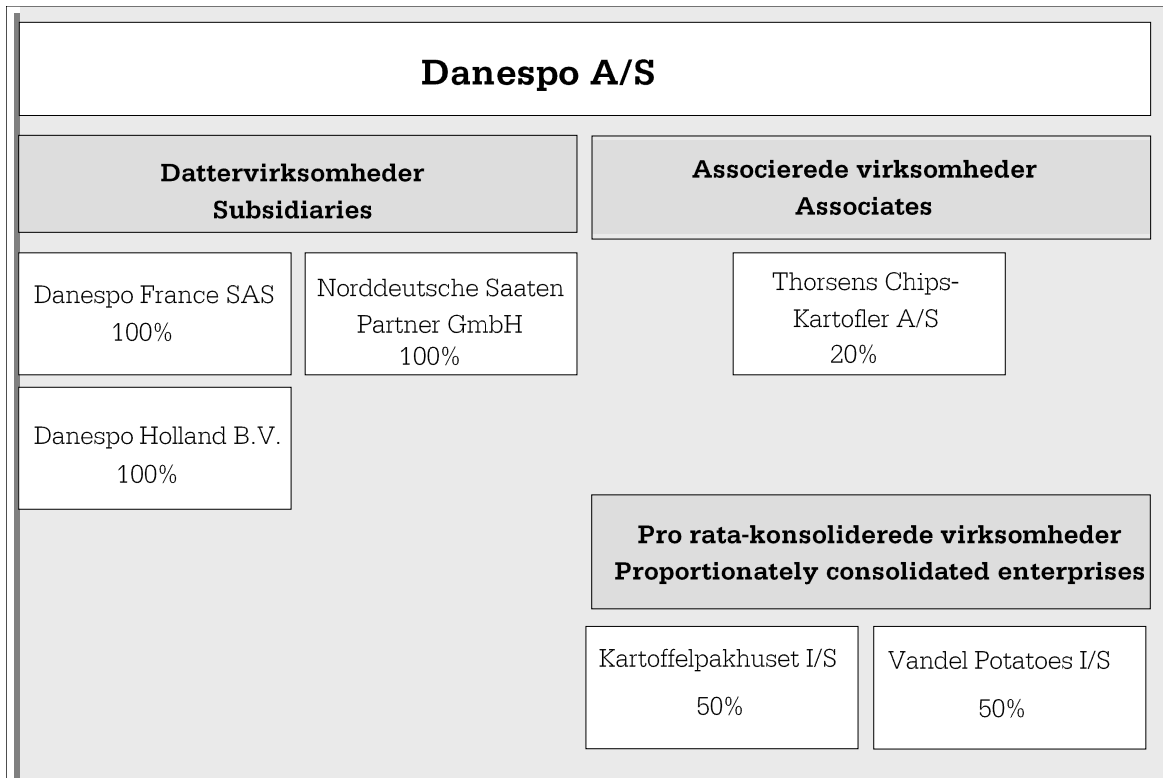 Danespo A/S
Dattervirksomheder
Subsidiaries
Associerede virksomheder
Associates
Danespo France SAS
100%
Norddeutsche Saaten
Partner GmbH
100%
Thorsens Chips-
Kartofler A/S
20%
Danespo Holland B.V.
100%
Pro rata-konsoliderede virksomheder
Proportionately consolidated enterprises
Kartoffelpakhuset I/S
50%
Vandel Potatoes I/S
50%